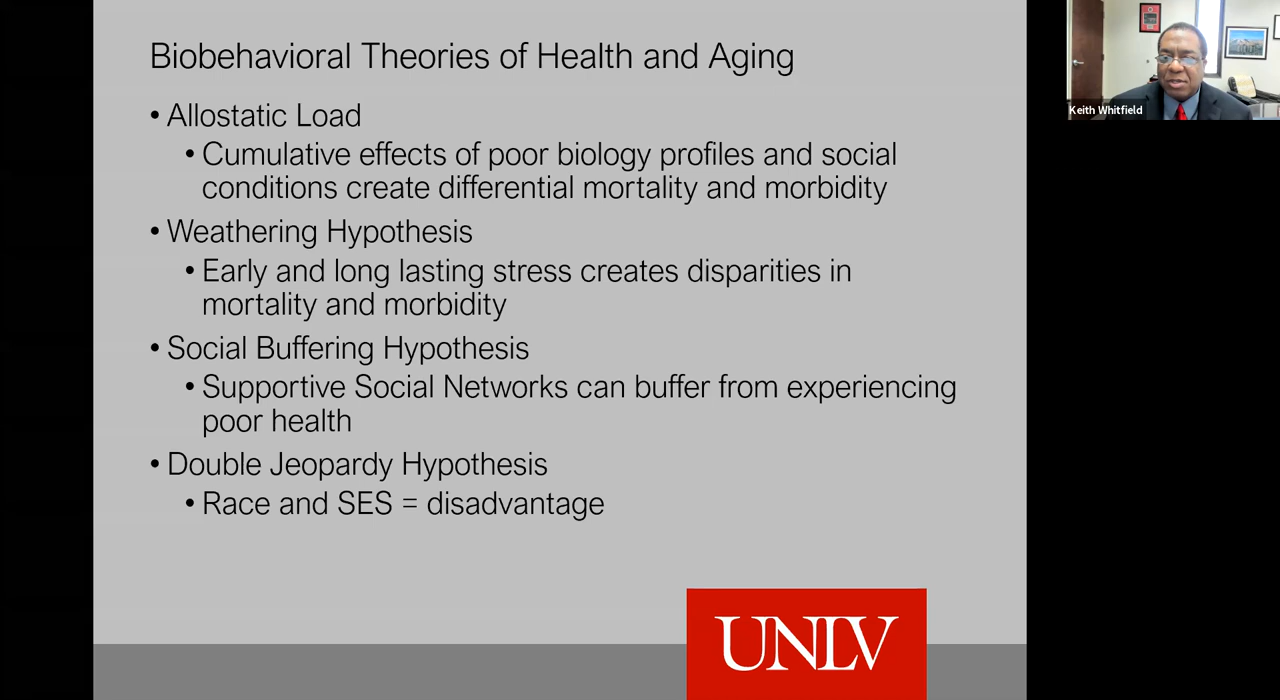 Biobehavioral Theories of Health and Aging
• Allostatic Load
• Cumulative effects of poor biology profiles and social
conditions create differential mortality and morbidity
• Weathering Hypothesis
• Early and long lasting stress creates disparities in
mortality and morbidity
• Social Buffering Hypothesis
• Supportive Social Networks can buffer from experiencing
poor health
• Double Jeopardy Hypothesis
• Race and SES = disadvantage
UNLV
Keith Whitfield